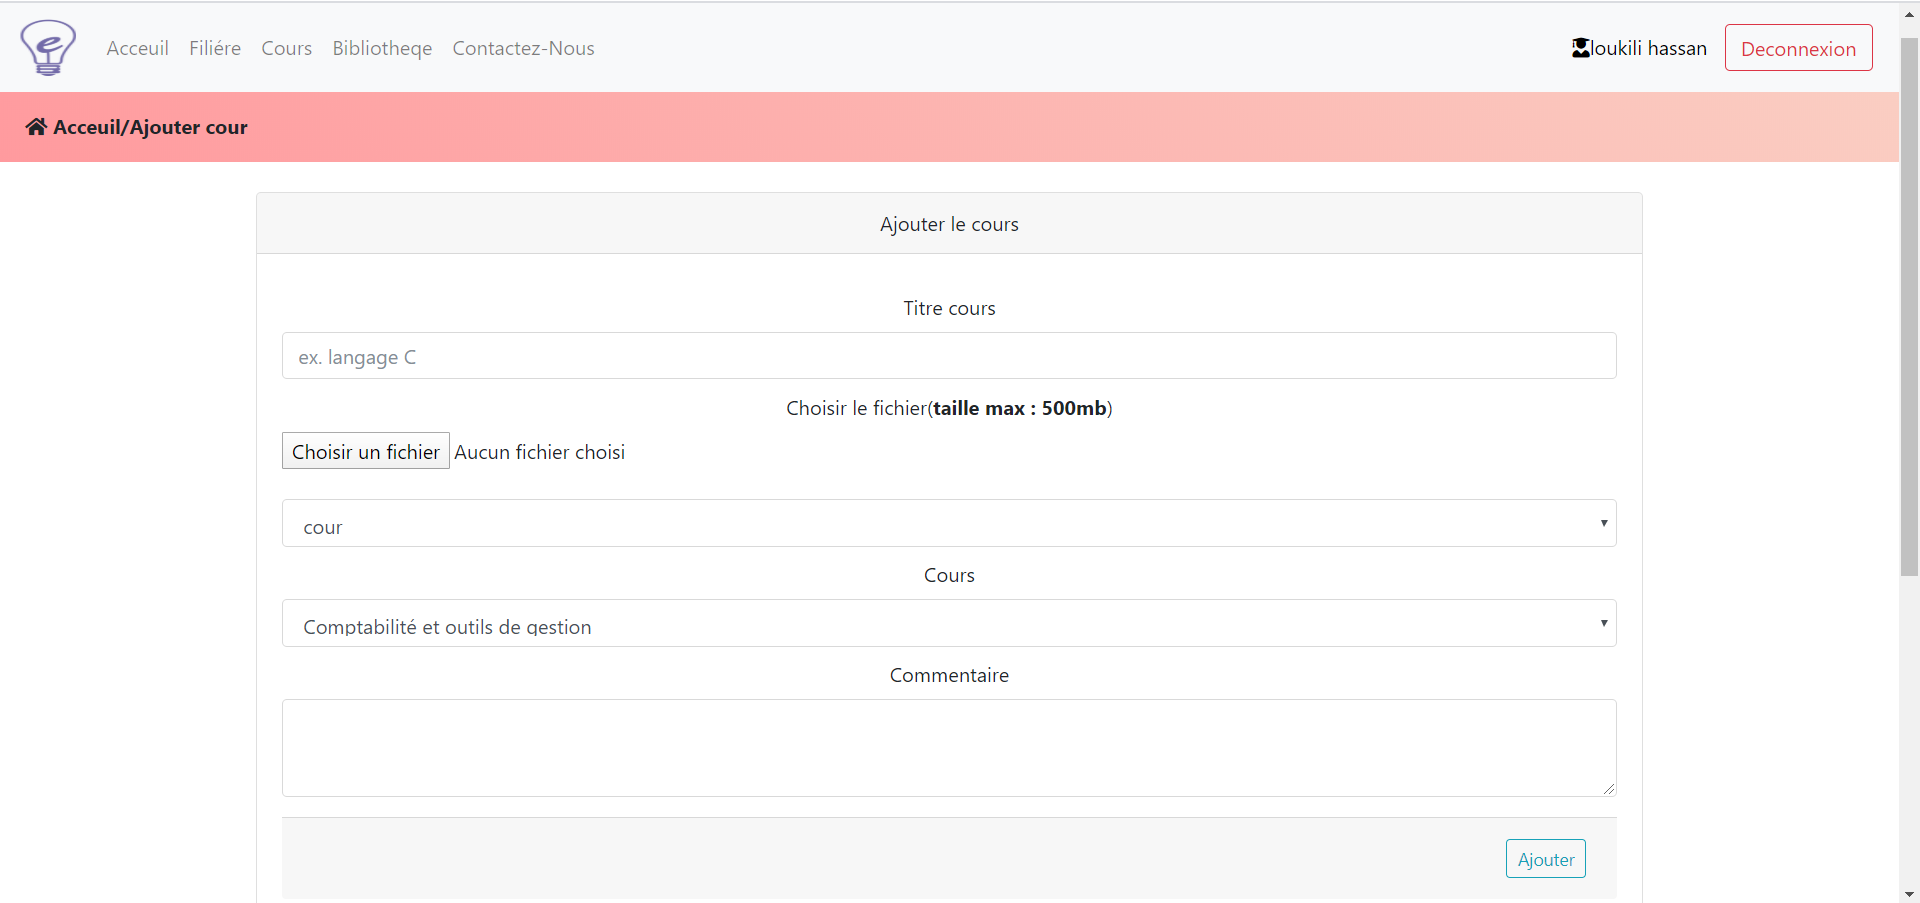 e
Acceuil Filiére Cours Bibliotheqe Contactez-Nous loukili hassan Deconnexion
Acceuil/Ajouter cour
Ajouter le cours
Titre cours
ex. langage C
Choisir le fichier(taille max : 500mb)
Choisir un fichier Aucun fichier choisi
cour
Cours
Comptabilité et outils de gestion
Commentaire
Ajouter